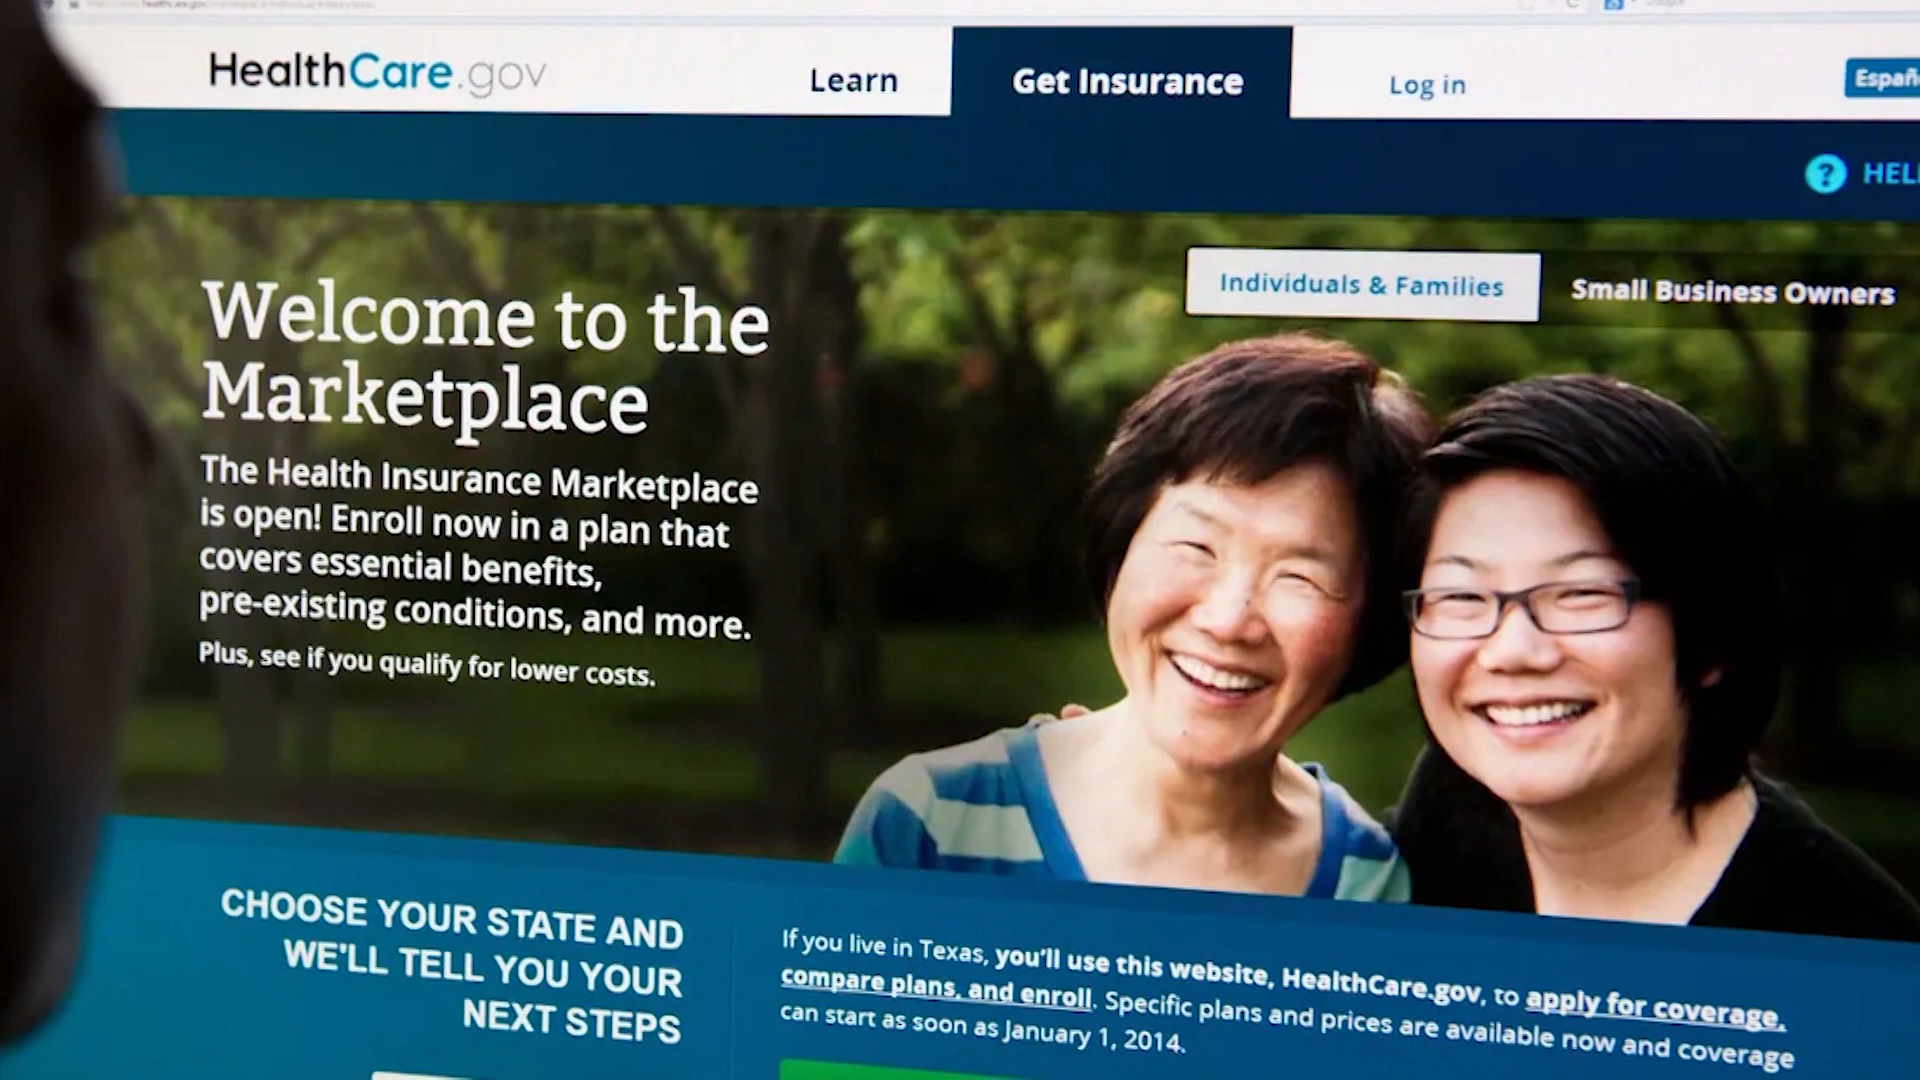 HealthCare.gov
Learn
Get Insurance
Log in
Individuals & Families
Small Business Owners
Welcome to the
Marketplace
The Health Insurance Marketplace
is open! Enroll now in a plan that
covers essential benefits,
pre-existing conditions, and more.
Plus, see if you qualify for lower costs.
CHOOSE YOUR STATE AND
WE'LL TELL YOU YOUR
NEXT STEPS
If you live in Texas, you'll use this website, HealthCare.gov, to apply for coverage,
compare plans, and enroll. Specific plans and prices are available now and coverage
can start as soon as January 1, 2014.